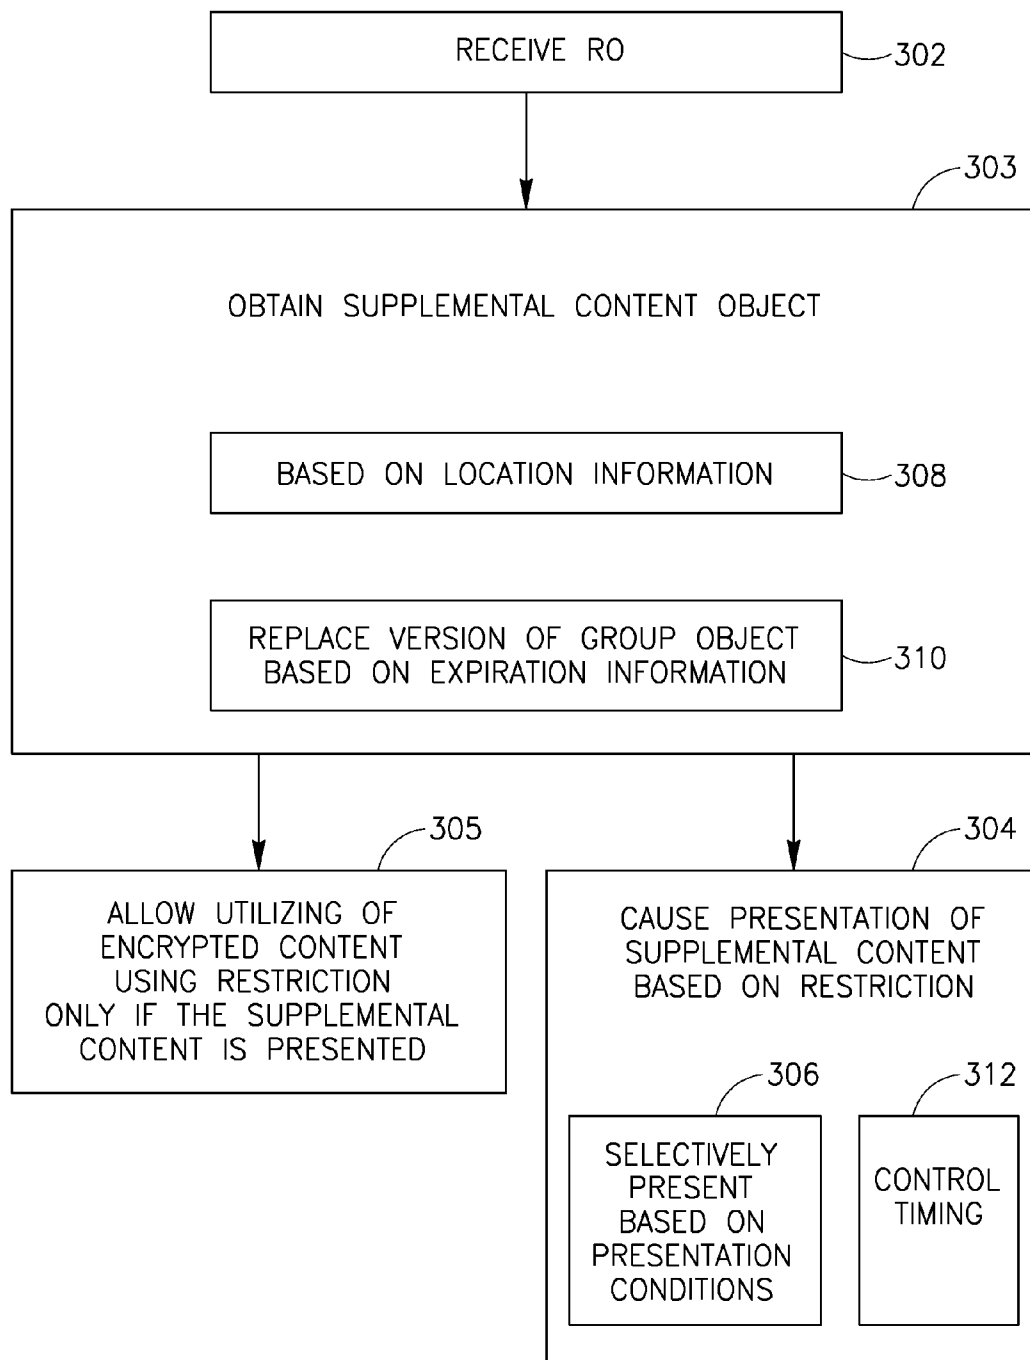 RECEIVE RO
302
303
OBTAIN SUPPLEMENTAL CONTENT OBJECT
BASED ON LOCATION INFORMATION
308
REPLACE VERSION OF GROUP OBJECT
BASED ON EXPIRATION INFORMATION
310
305
ALLOW UTILIZING OF
ENCRYPTED CONTENT
USING RESTRICTION
ONLY IF THE SUPPLEMENTAL
CONTENT IS PRESENTED
304
CAUSE PRESENTATION OF
SUPPLEMENTAL CONTENT
BASED ON RESTRICTION
306
SELECTIVELY
PRESENT
BASED ON
PRESENTATION
CONDITIONS
312
CONTROL
TIMING